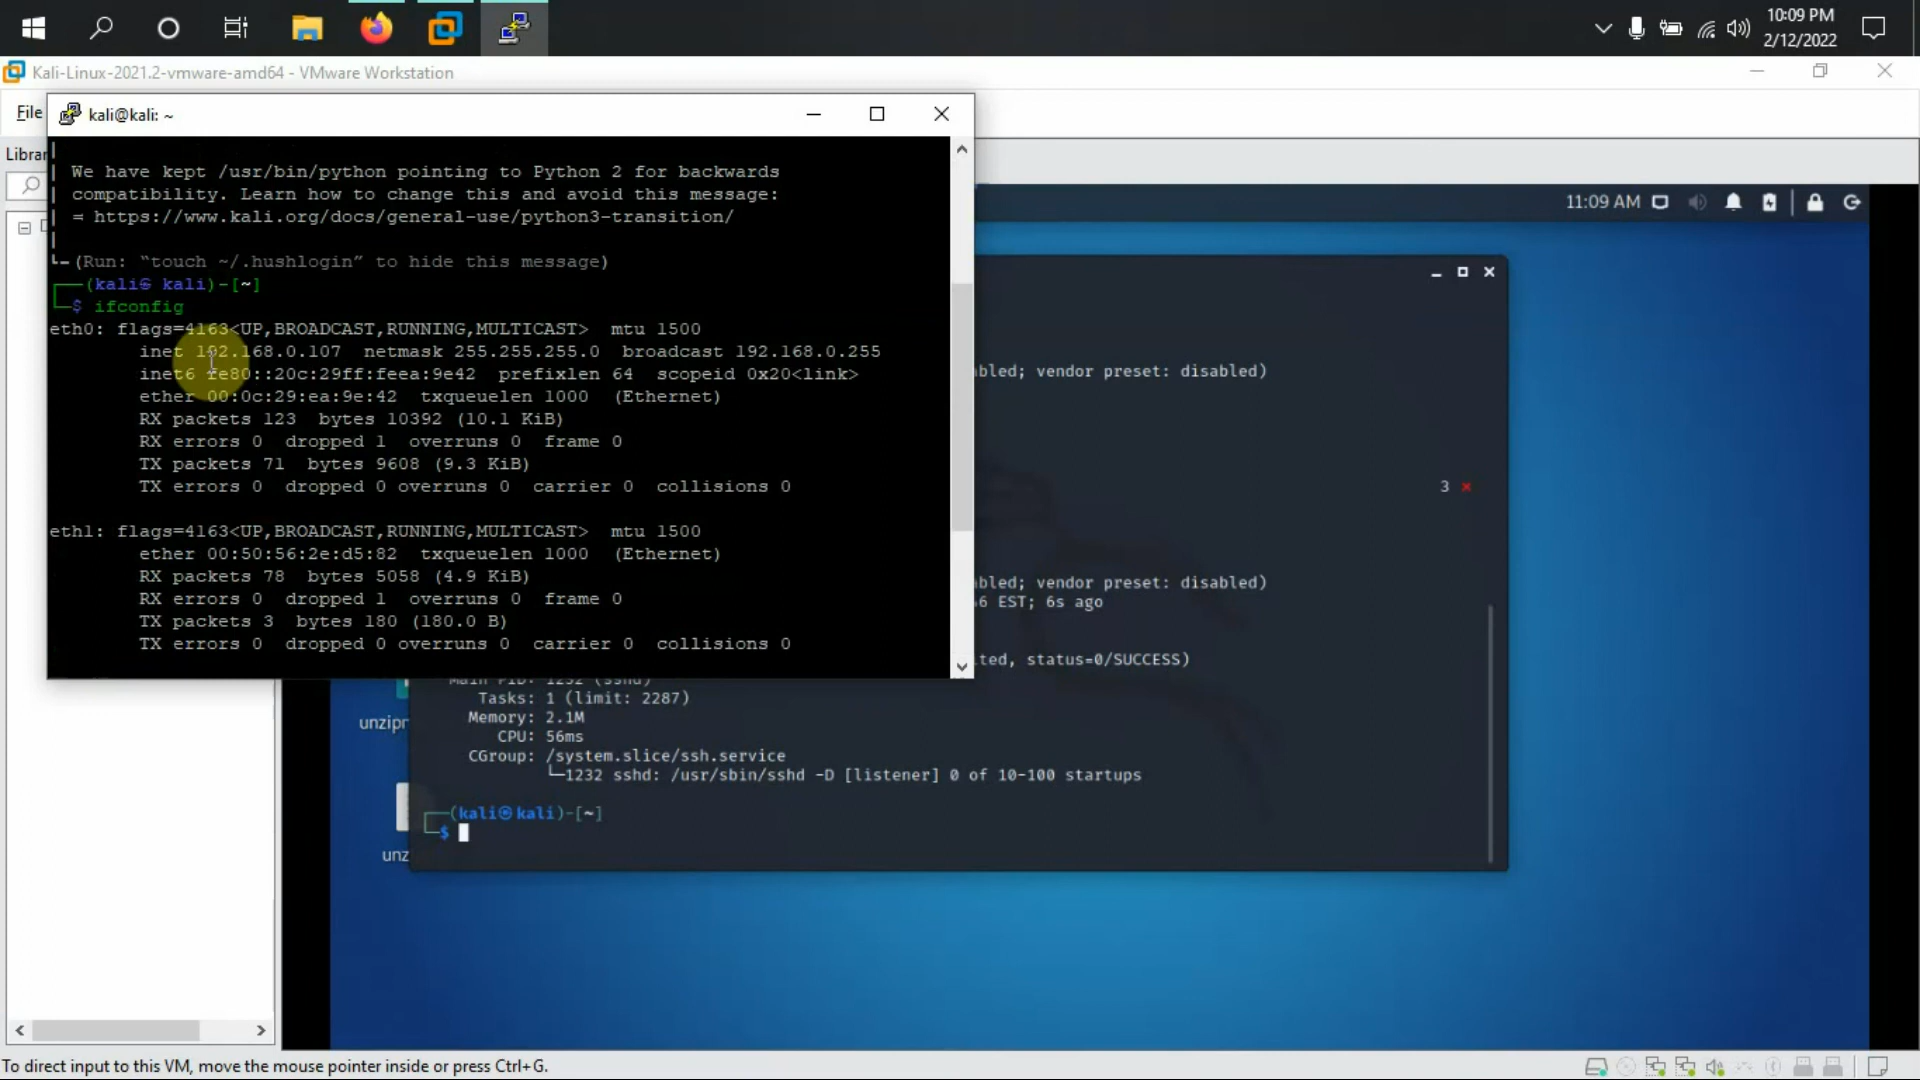 10:09 PM
2/12/2022
Kali-Linux-2021.2-vmware-amd64 - VMware Workstation
File
kali@kali: ~
Librar
We have kept /usr/bin/python pointing to Python 2 for backwards
compatibility. Learn how to change this and avoid this message:
= https://www.kali.org/docs/general-use/python3-transition/
(Run: “touch ~/.hushlogin” to hide this message)
(kali㉿ kali)-[~]
$ ifconfig
eth0: flags=4163<UP,BROADCAST,RUNNING,MULTICAST>  mtu 1500
inet 192.168.0.107  netmask 255.255.255.0  broadcast 192.168.0.255
inet6 fe80::20c:29ff:feea:9e42  prefixlen 64  scopeid 0x20<link>
ether 00:0c:29:ea:9e:42  txqueuelen 1000  (Ethernet)
RX packets 123  bytes 10392 (10.1 KiB)
RX errors 0  dropped 1  overruns 0  frame 0
TX packets 71  bytes 9608 (9.3 KiB)
TX errors 0  dropped 0 overruns 0  carrier 0  collisions 0
eth1: flags=4163<UP,BROADCAST,RUNNING,MULTICAST>  mtu 1500
ether 00:50:56:2e:d5:82  txqueuelen 1000  (Ethernet)
RX packets 78  bytes 5058 (4.9 KiB)
RX errors 0  dropped 1  overruns 0  frame 0
TX packets 3  bytes 180 (180.0 B)
TX errors 0  dropped 0 overruns 0  carrier 0  collisions 0
11:09 AM
abled; vendor preset: disabled)
3
abled; vendor preset: disabled)
46 EST; 6s ago
ted, status=0/SUCCESS)
Main PID: 1232 (sshd)
Tasks: 1 (limit: 2287)
Memory: 2.1M
CPU: 56ms
CGroup: /system.slice/ssh.service
└─1232 sshd: /usr/sbin/sshd -D [listener] 0 of 10-100 startups
(kali㉿kali)-[~]
$
unzipr
unz
To direct input to this VM, move the mouse pointer inside or press Ctrl+G.